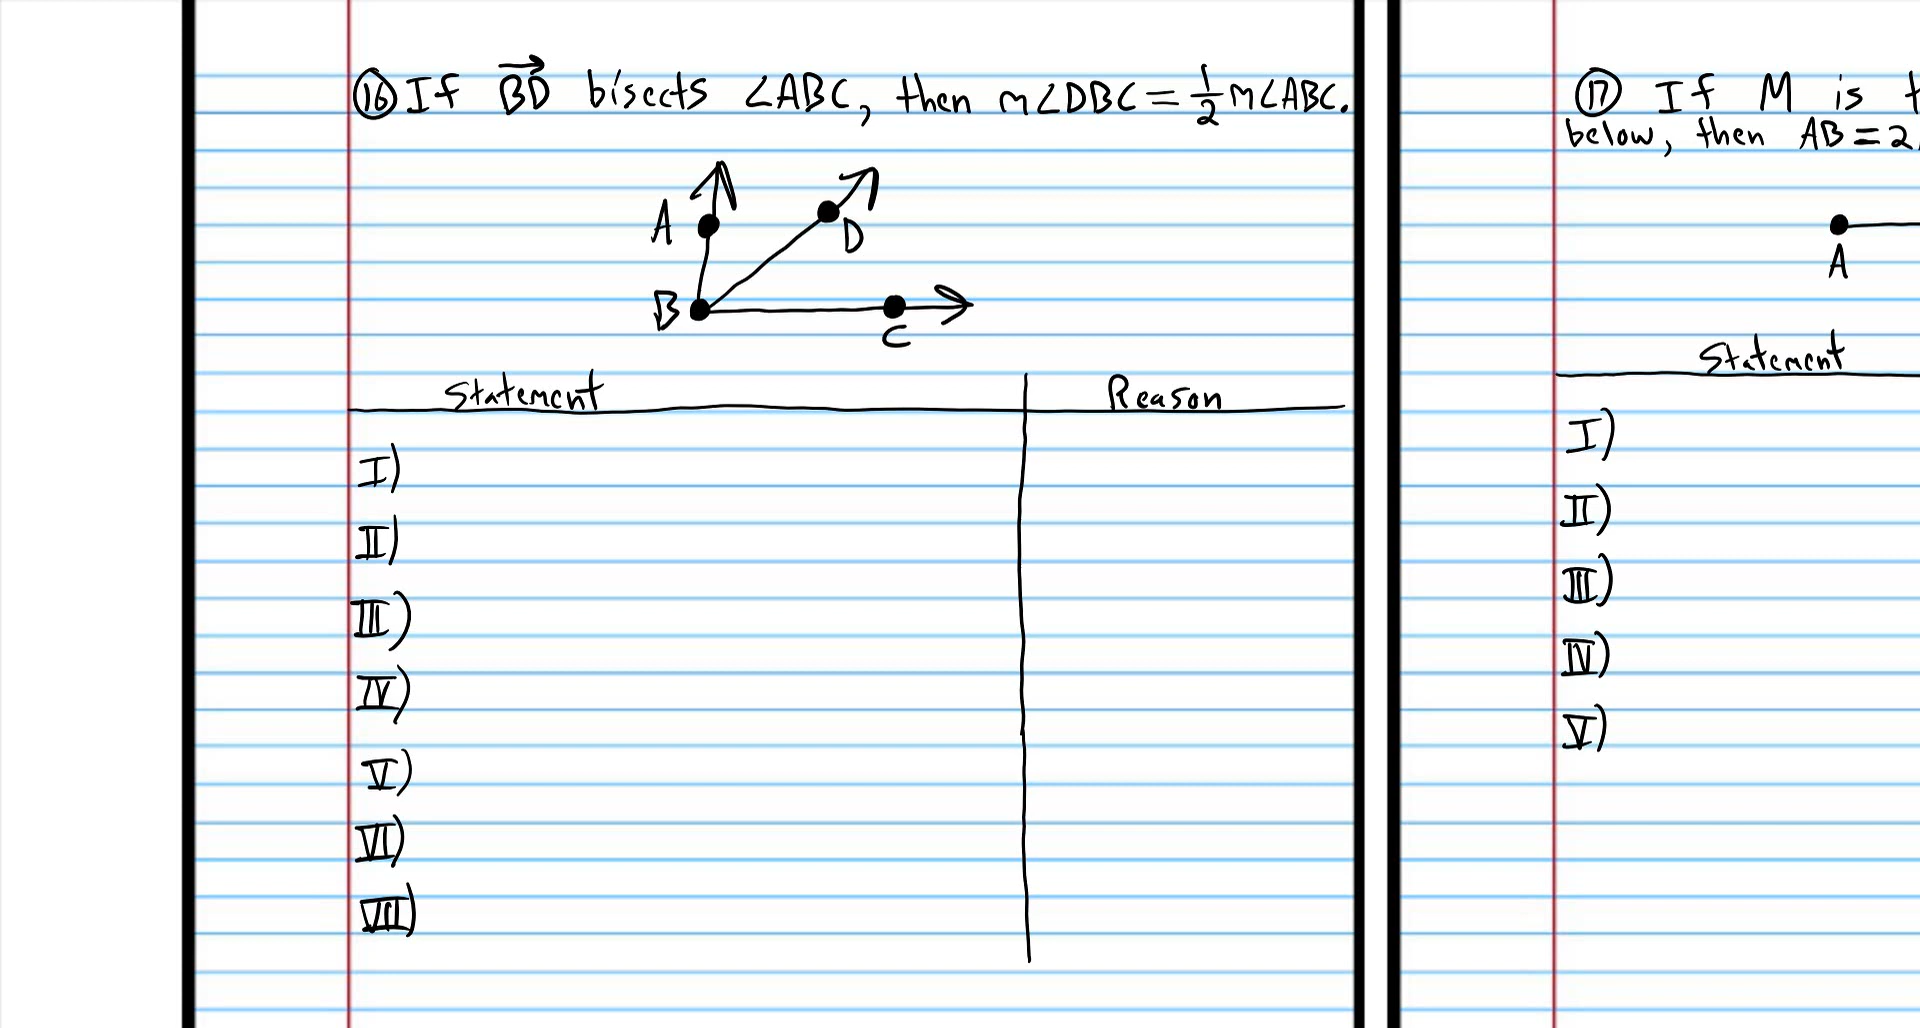 ⑯ If BD⃗ bisects ∠ABC, then m∠DBC = 1/2 m∠ABC.
A
D
B
C
Statement Reason
I)
II)
III)
IV)
V)
VI)
VII)
⑰ If M is t
below, then AB = 2
A
Statement
I)
II)
III)
IV)
V)